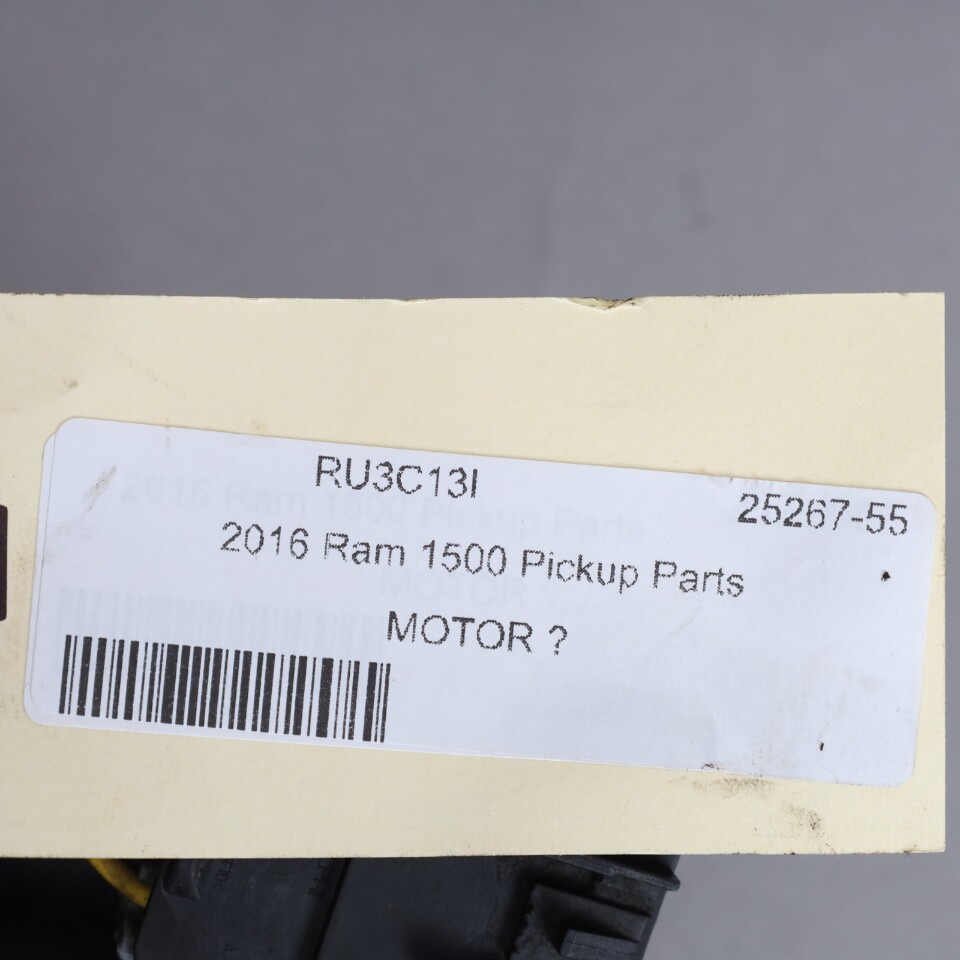 RU3C13I
25267-55
2016 Ram 1500 Pickup Parts
MOTOR ?